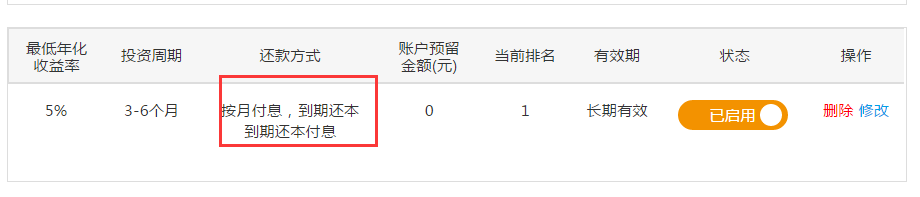 最低年化 投资周期 还款方式 账户预留 当前排名 有效期 状态 操作
收益率 金额(元)
5% 3-6个月 按月付息，到期还本 0 1 长期有效 已启用 删除 修改
到期还本付息